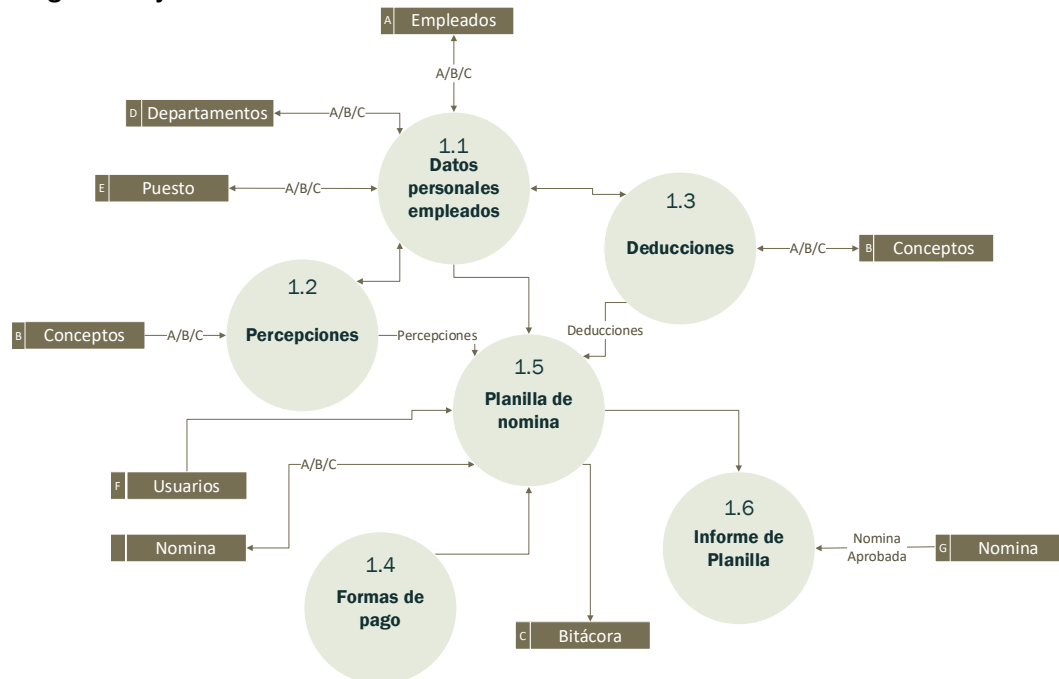 A Empleados
A/B/C
D Departamentos
A/B/C
1.1
Datos
personales
empleados
E Puesto
A/B/C
1.3
Deducciones
A/B/C
B Conceptos
1.2
Percepciones
B Conceptos
A/B/C
Percepciones
Deducciones
1.5
Planilla de
nomina
A/B/C
F Usuarios
Nomina
1.6
Informe de
Planilla
Nomina
Aprobada
G Nomina
1.4
Formas de
pago
C Bitácora